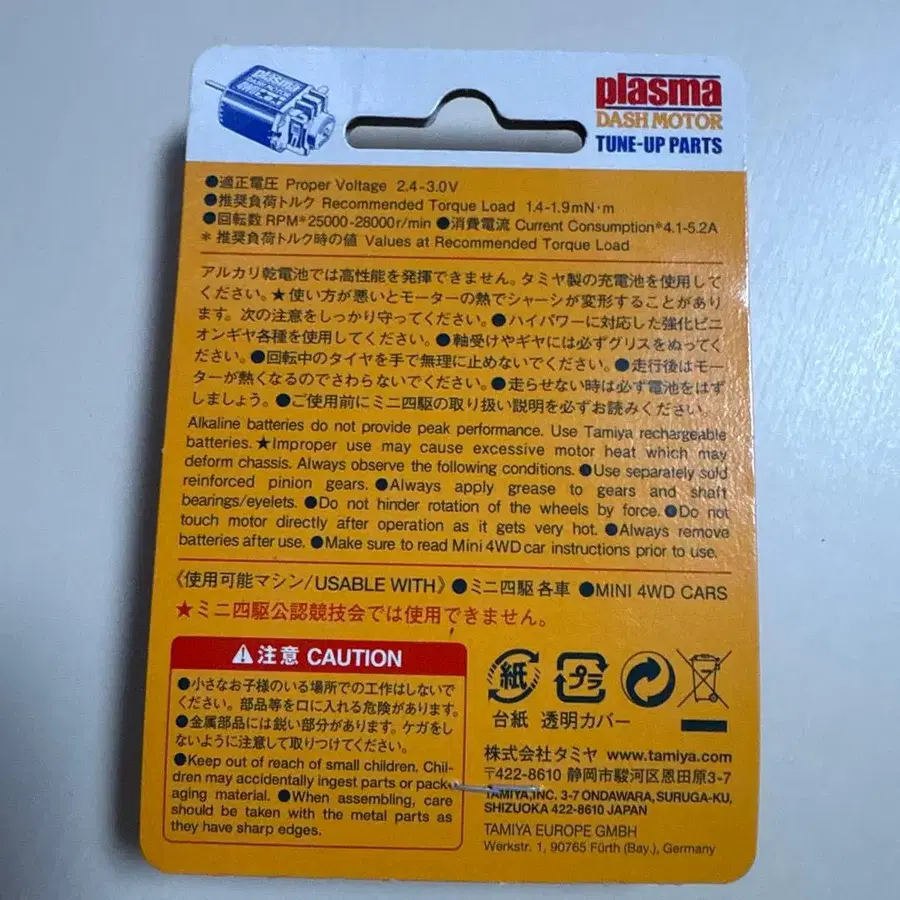 plasma
DASH MOTOR
plasma
DASH MOTOR
TUNE-UP PARTS
●適正電圧 Proper Voltage 2.4-3.0V
●推奨負荷トルク Recommended Torque Load 1.4-1.9mN·m
●回転数 RPM*25000-28000r/min ●消費電流 Current Consumption*4.1-5.2A
* 推奨負荷トルク時の値 Values at Recommended Torque Load
アルカリ乾電池では高性能を発揮できません。タミヤ製の充電池を使用して
ください。★使い方が悪いとモーターの熱でシャーシが変形することがあり
ます。次の注意をしっかり守ってください。●ハイパワーに対応した強化ピニ
オンギヤ各種を使用してください。●軸受けやギヤには必ずグリスをぬってく
ださい。●回転中のタイヤを手で無理に止めないでください。●走行後はモー
ターが熱くなるのでさわらないでください。●走らせない時は必ず電池をはず
しましょう。●ご使用前にミニ四駆の取り扱い説明を必ずお読みください。
Alkaline batteries do not provide peak performance. Use Tamiya rechargeable
batteries. ★Improper use may cause excessive motor heat which may
deform chassis. Always observe the following conditions. ●Use separately sold
reinforced pinion gears. ●Always apply grease to gears and shaft
bearings/eyelets. ●Do not hinder rotation of the wheels by force. ●Do not
touch motor directly after operation as it gets very hot. ●Always remove
batteries after use. ●Make sure to read Mini 4WD car instructions prior to use.
《使用可能マシン/USABLE WITH》●ミニ四駆各車 ●MINI 4WD CARS
★ミニ四駆公認競技会では使用できません。
注意 CAUTION
●小さなお子様のいる場所での工作はしないで
ください。部品等を口に入れる危険があります。
●金属部品には鋭い部分があります。ケガをし
ないように注意して取りつけてください。
●Keep out of reach of small children. Chil-
dren may accidentally ingest parts or pack-
aging material. ●When assembling, care
should be taken with the metal parts as
they have sharp edges.
紙 プラ
台紙 透明カバー
株式会社タミヤ www.tamiya.com
〒422-8610 静岡市駿河区恩田原3-7
TAMIYA,INC. 3-7 ONDAWARA, SURUGA-KU,
SHIZUOKA 422-8610 JAPAN
TAMIYA EUROPE GMBH
Werkstr. 1, 90765 Fürth (Bay.), Germany